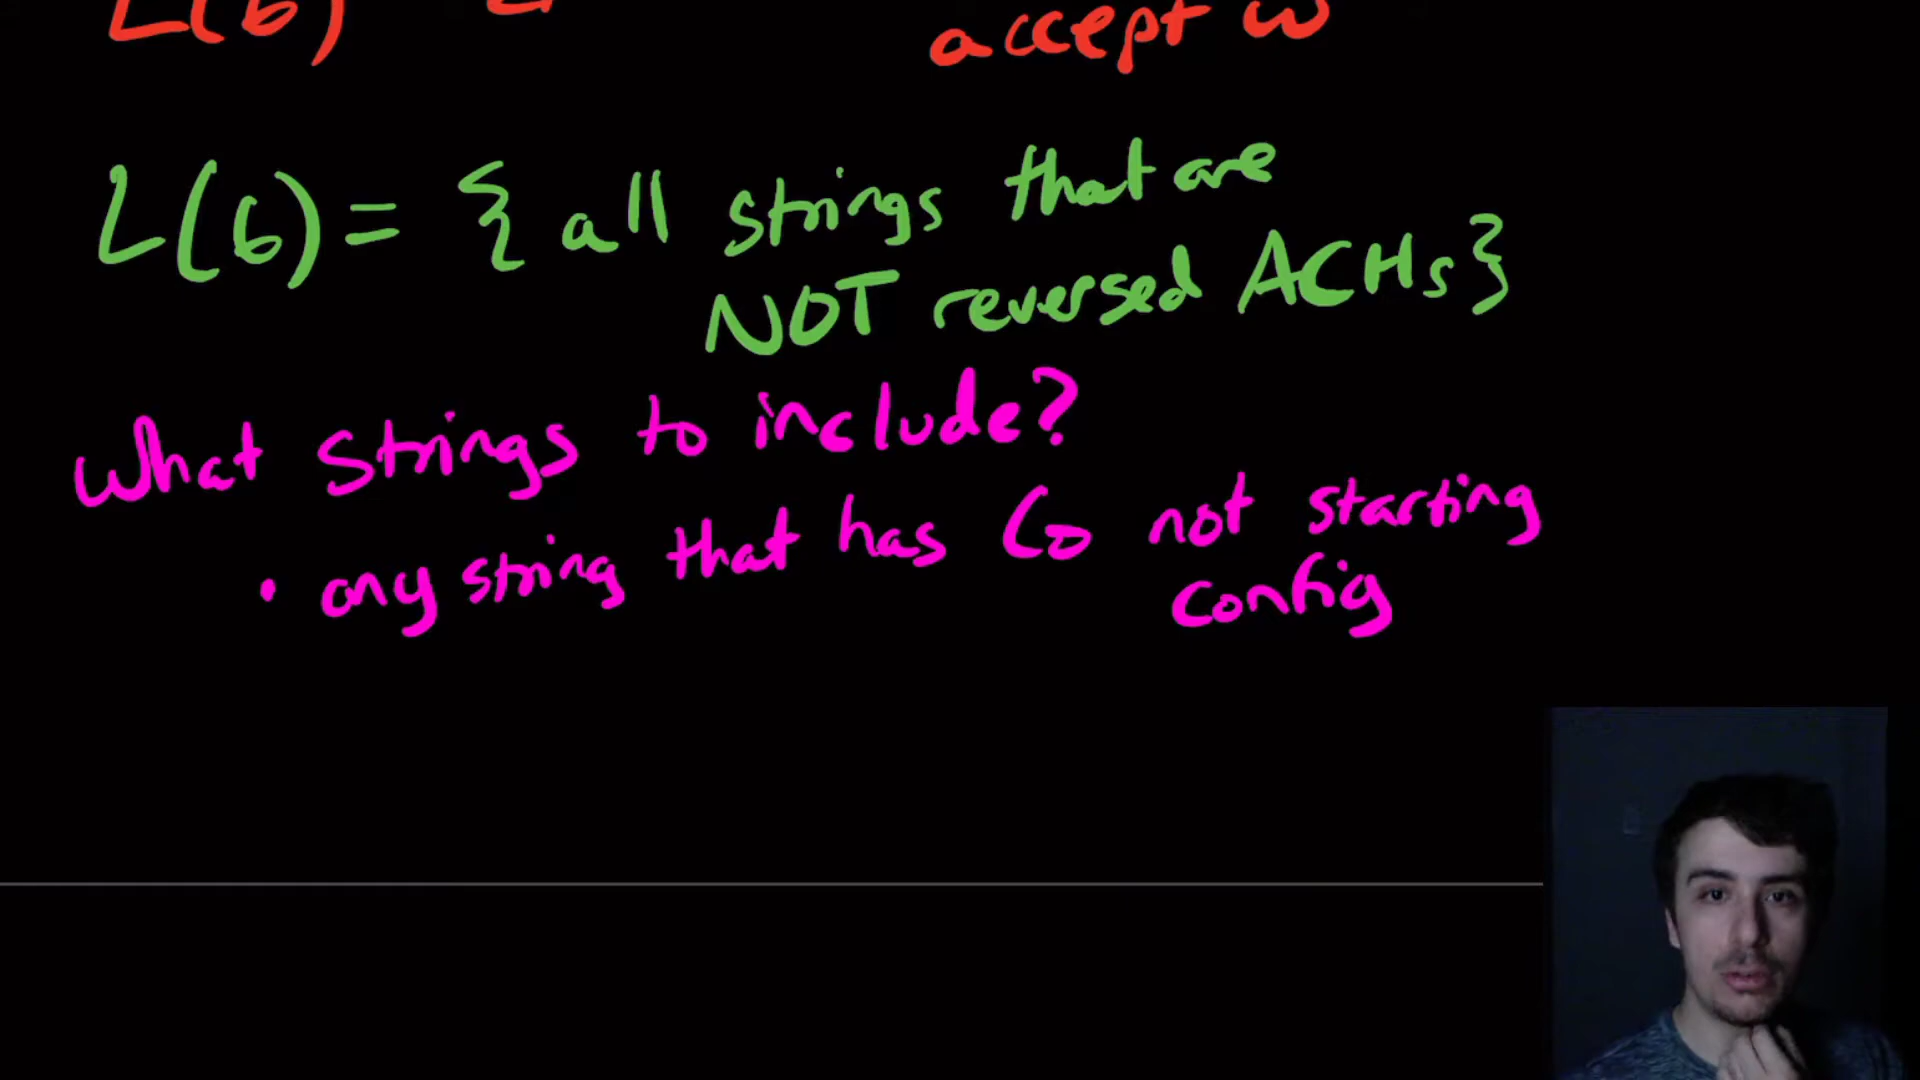 L(G)
accept w
L(G) = { all strings that are
NOT reversed ACHs}
What strings to include?
• any string that has C0 not starting
config